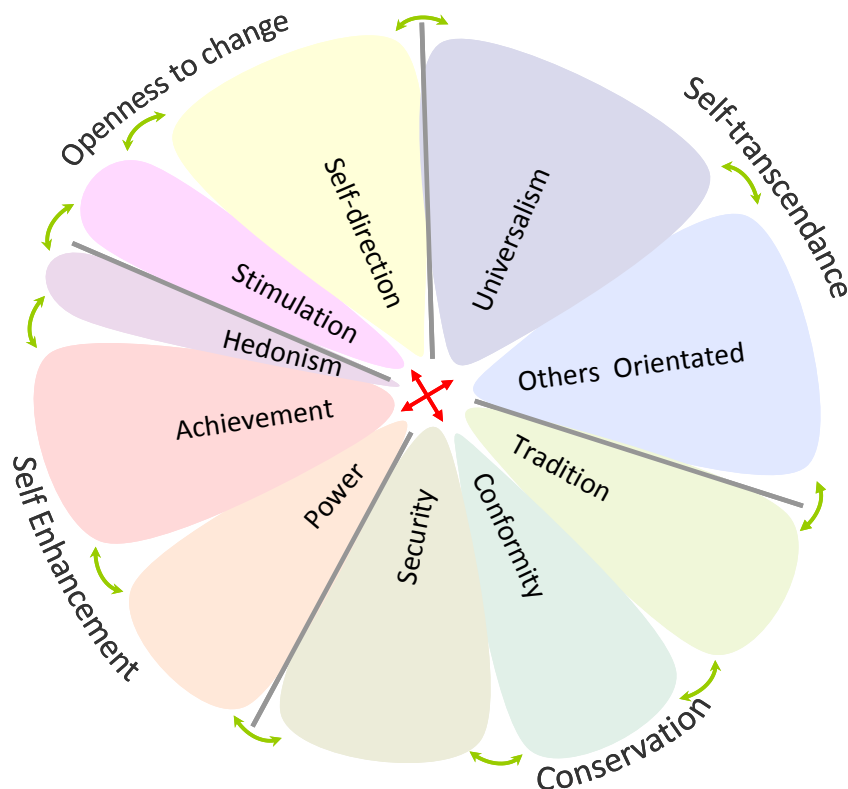 Openness to change
Self-transcendance
Self-direction
Universalism
Stimulation
Hedonism
Others Orientated
Achievement
Tradition
Power
Security
Conformity
Self Enhancement
Conservation